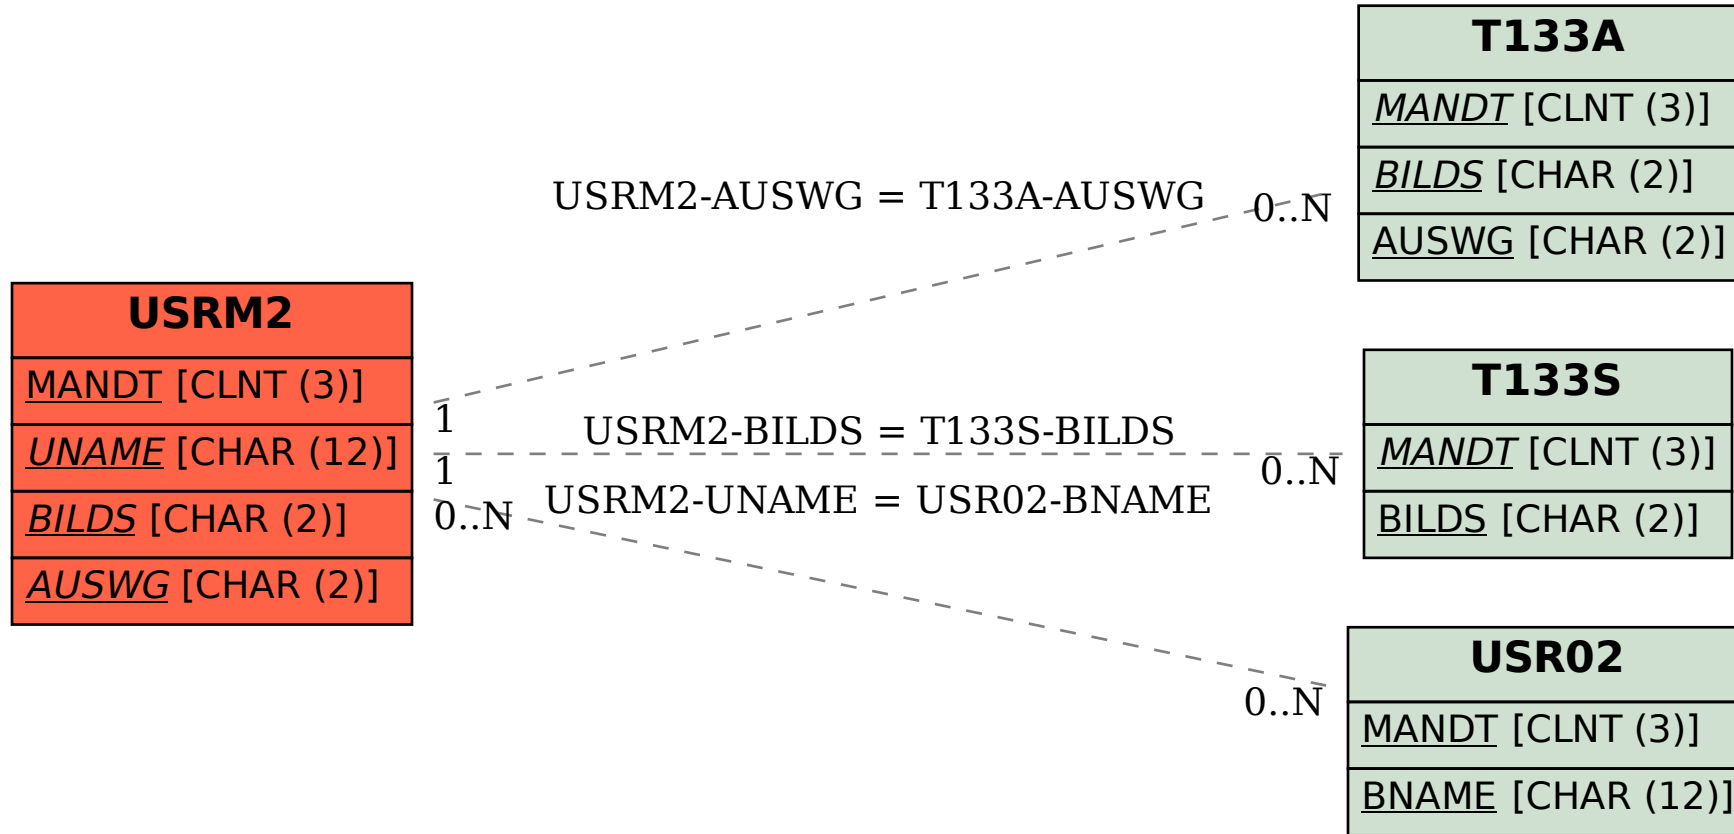 T133A
MANDT [CLNT (3)]
BILDS [CHAR (2)]
AUSWG [CHAR (2)]
USRM2-AUSWG = T133A-AUSWG
0..N
USRM2
MANDT [CLNT (3)]
UNAME [CHAR (12)]
BILDS [CHAR (2)]
AUSWG [CHAR (2)]
1
USRM2-BILDS = T133S-BILDS
1
0..N
USRM2-UNAME = USR02-BNAME
0..N
0..N
T133S
MANDT [CLNT (3)]
BILDS [CHAR (2)]
USR02
MANDT [CLNT (3)]
BNAME [CHAR (12)]